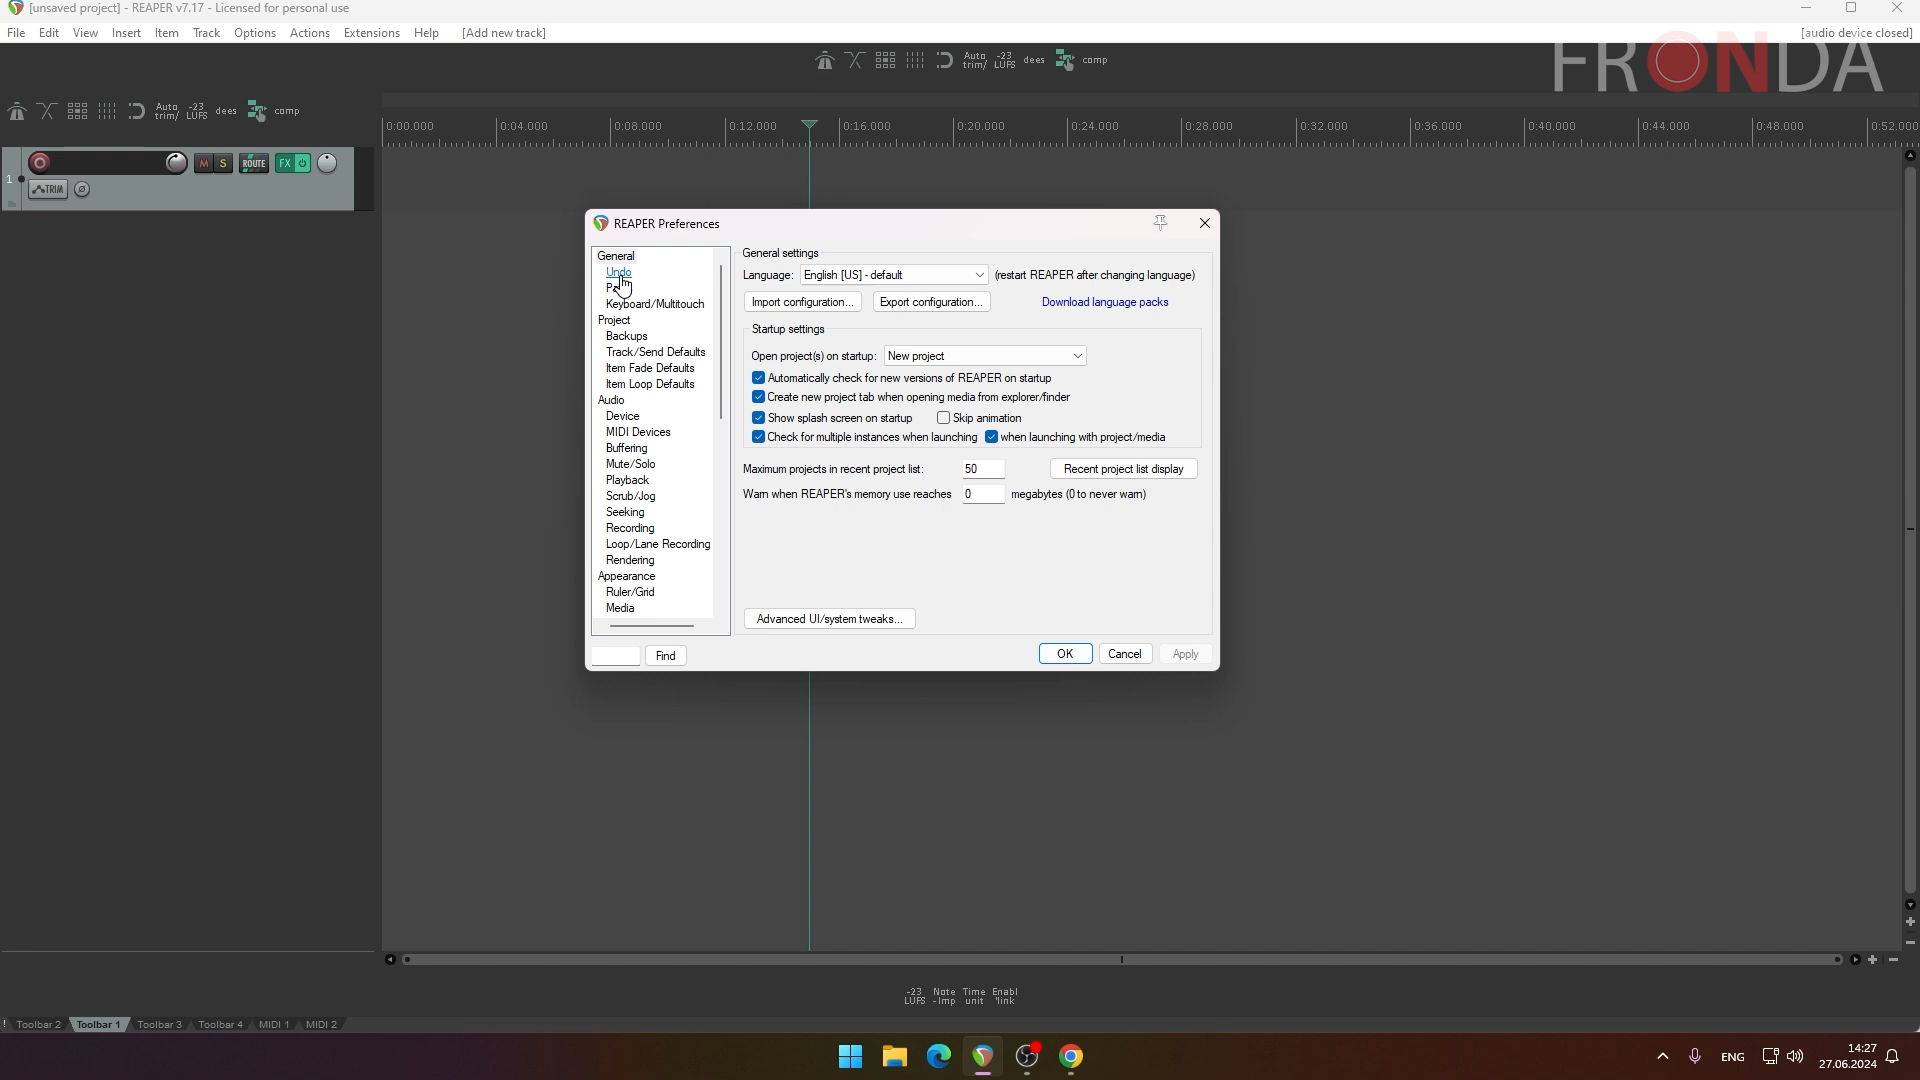 [unsaved project] - REAPER v7.17 - Licensed for personal use
File Edit View Insert Item Track Options Actions Extensions Help [Add new track] [audio device closed]
FRONDA
Auto trim/ -23 LUFS dees comp
Auto trim/ -23 LUFS dees comp
0:00.000 0:04.000 0:08.000 0:12.000 0:16.000 0:20.000 0:24.000 0:28.000 0:32.000 0:36.000 0:40.000 0:44.000 0:48.000 0:52.000
1 M S ROUTE FX
TRIM
REAPER Preferences
General
Undo
Keyboard/Multitouch
Project
Backups
Track/Send Defaults
Item Fade Defaults
Item Loop Defaults
Audio
Device
MIDI Devices
Buffering
Mute/Solo
Playback
Scrub/Jog
Seeking
Recording
Loop/Lane Recording
Rendering
Appearance
Ruler/Grid
Media
Find
General settings
Language: English [US] - default (restart REAPER after changing language)
Import configuration... Export configuration... Download language packs
Startup settings
Open project(s) on startup: New project
Automatically check for new versions of REAPER on startup
Create new project tab when opening media from explorer/finder
Show splash screen on startup Skip animation
Check for multiple instances when launching when launching with project/media
Maximum projects in recent project list: 50 Recent project list display
Warn when REAPER's memory use reaches 0 megabytes (0 to never warn)
Advanced UI/system tweaks...
OK Cancel Apply
-23 LUFS Note -Imp Time unit Enabl 'link
! Toolbar 2 Toolbar 1 Toolbar 3 Toolbar 4 MIDI 1 MIDI 2
ENG
14:27
27.06.2024